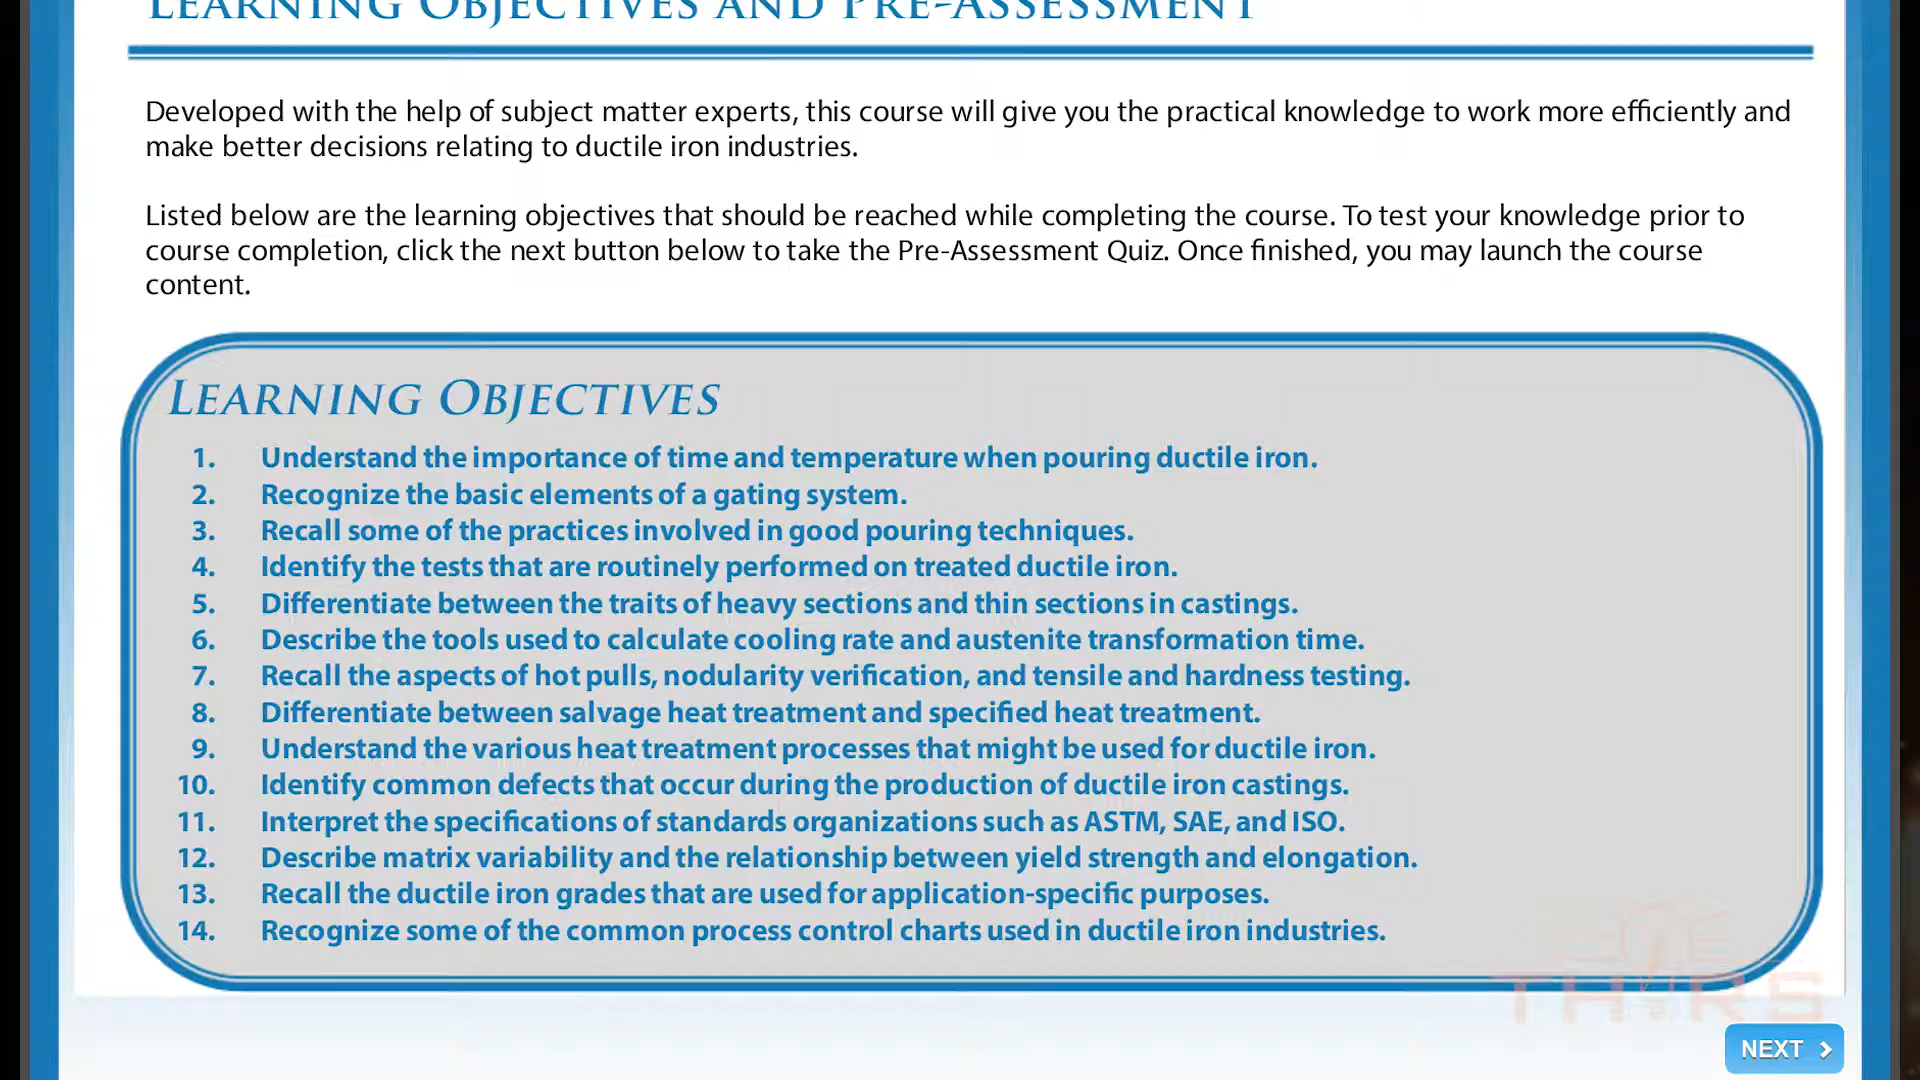 LEARNING OBJECTIVES AND PRE-ASSESSMENT
Developed with the help of subject matter experts, this course will give you the practical knowledge to work more efficiently and
make better decisions relating to ductile iron industries.
Listed below are the learning objectives that should be reached while completing the course. To test your knowledge prior to
course completion, click the next button below to take the Pre-Assessment Quiz. Once finished, you may launch the course
content.
LEARNING OBJECTIVES
1. Understand the importance of time and temperature when pouring ductile iron.
2. Recognize the basic elements of a gating system.
3. Recall some of the practices involved in good pouring techniques.
4. Identify the tests that are routinely performed on treated ductile iron.
5. Differentiate between the traits of heavy sections and thin sections in castings.
6. Describe the tools used to calculate cooling rate and austenite transformation time.
7. Recall the aspects of hot pulls, nodularity verification, and tensile and hardness testing.
8. Differentiate between salvage heat treatment and specified heat treatment.
9. Understand the various heat treatment processes that might be used for ductile iron.
10. Identify common defects that occur during the production of ductile iron castings.
11. Interpret the specifications of standards organizations such as ASTM, SAE, and ISO.
12. Describe matrix variability and the relationship between yield strength and elongation.
13. Recall the ductile iron grades that are used for application-specific purposes.
14. Recognize some of the common process control charts used in ductile iron industries.
NEXT